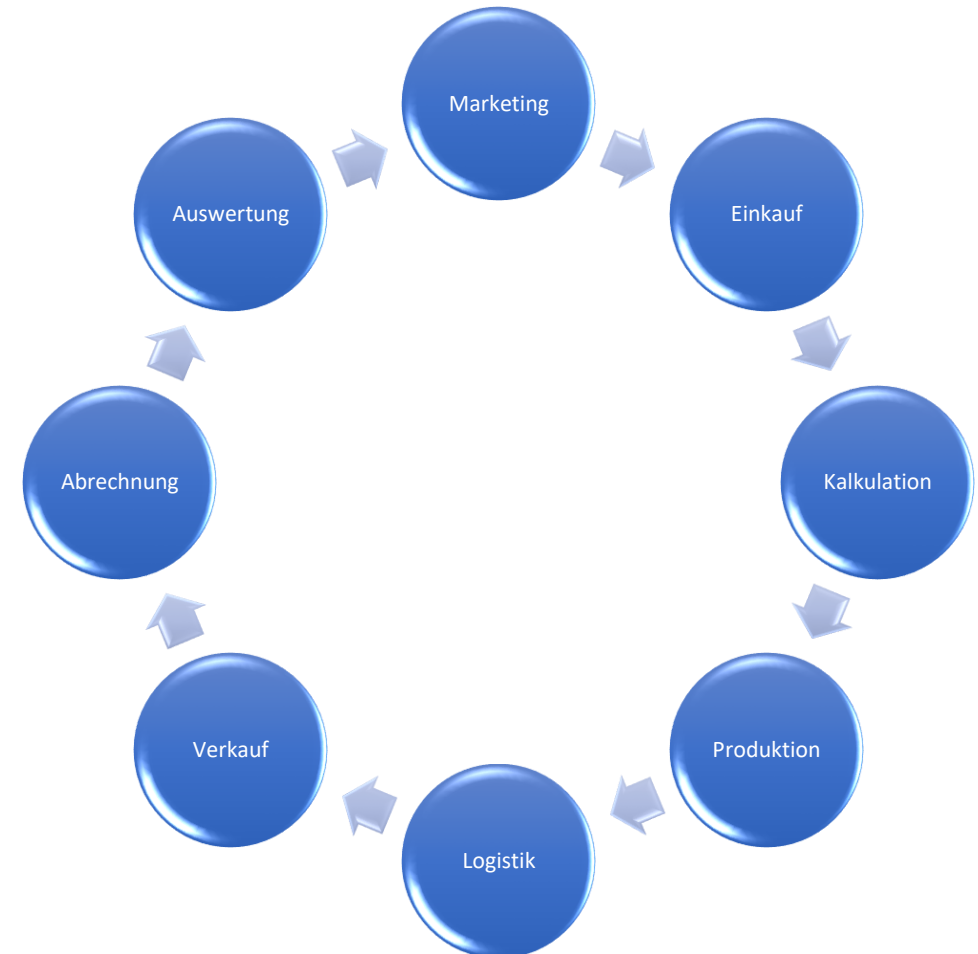 Marketing
Einkauf
Kalkulation
Produktion
Logistik
Verkauf
Abrechnung
Auswertung